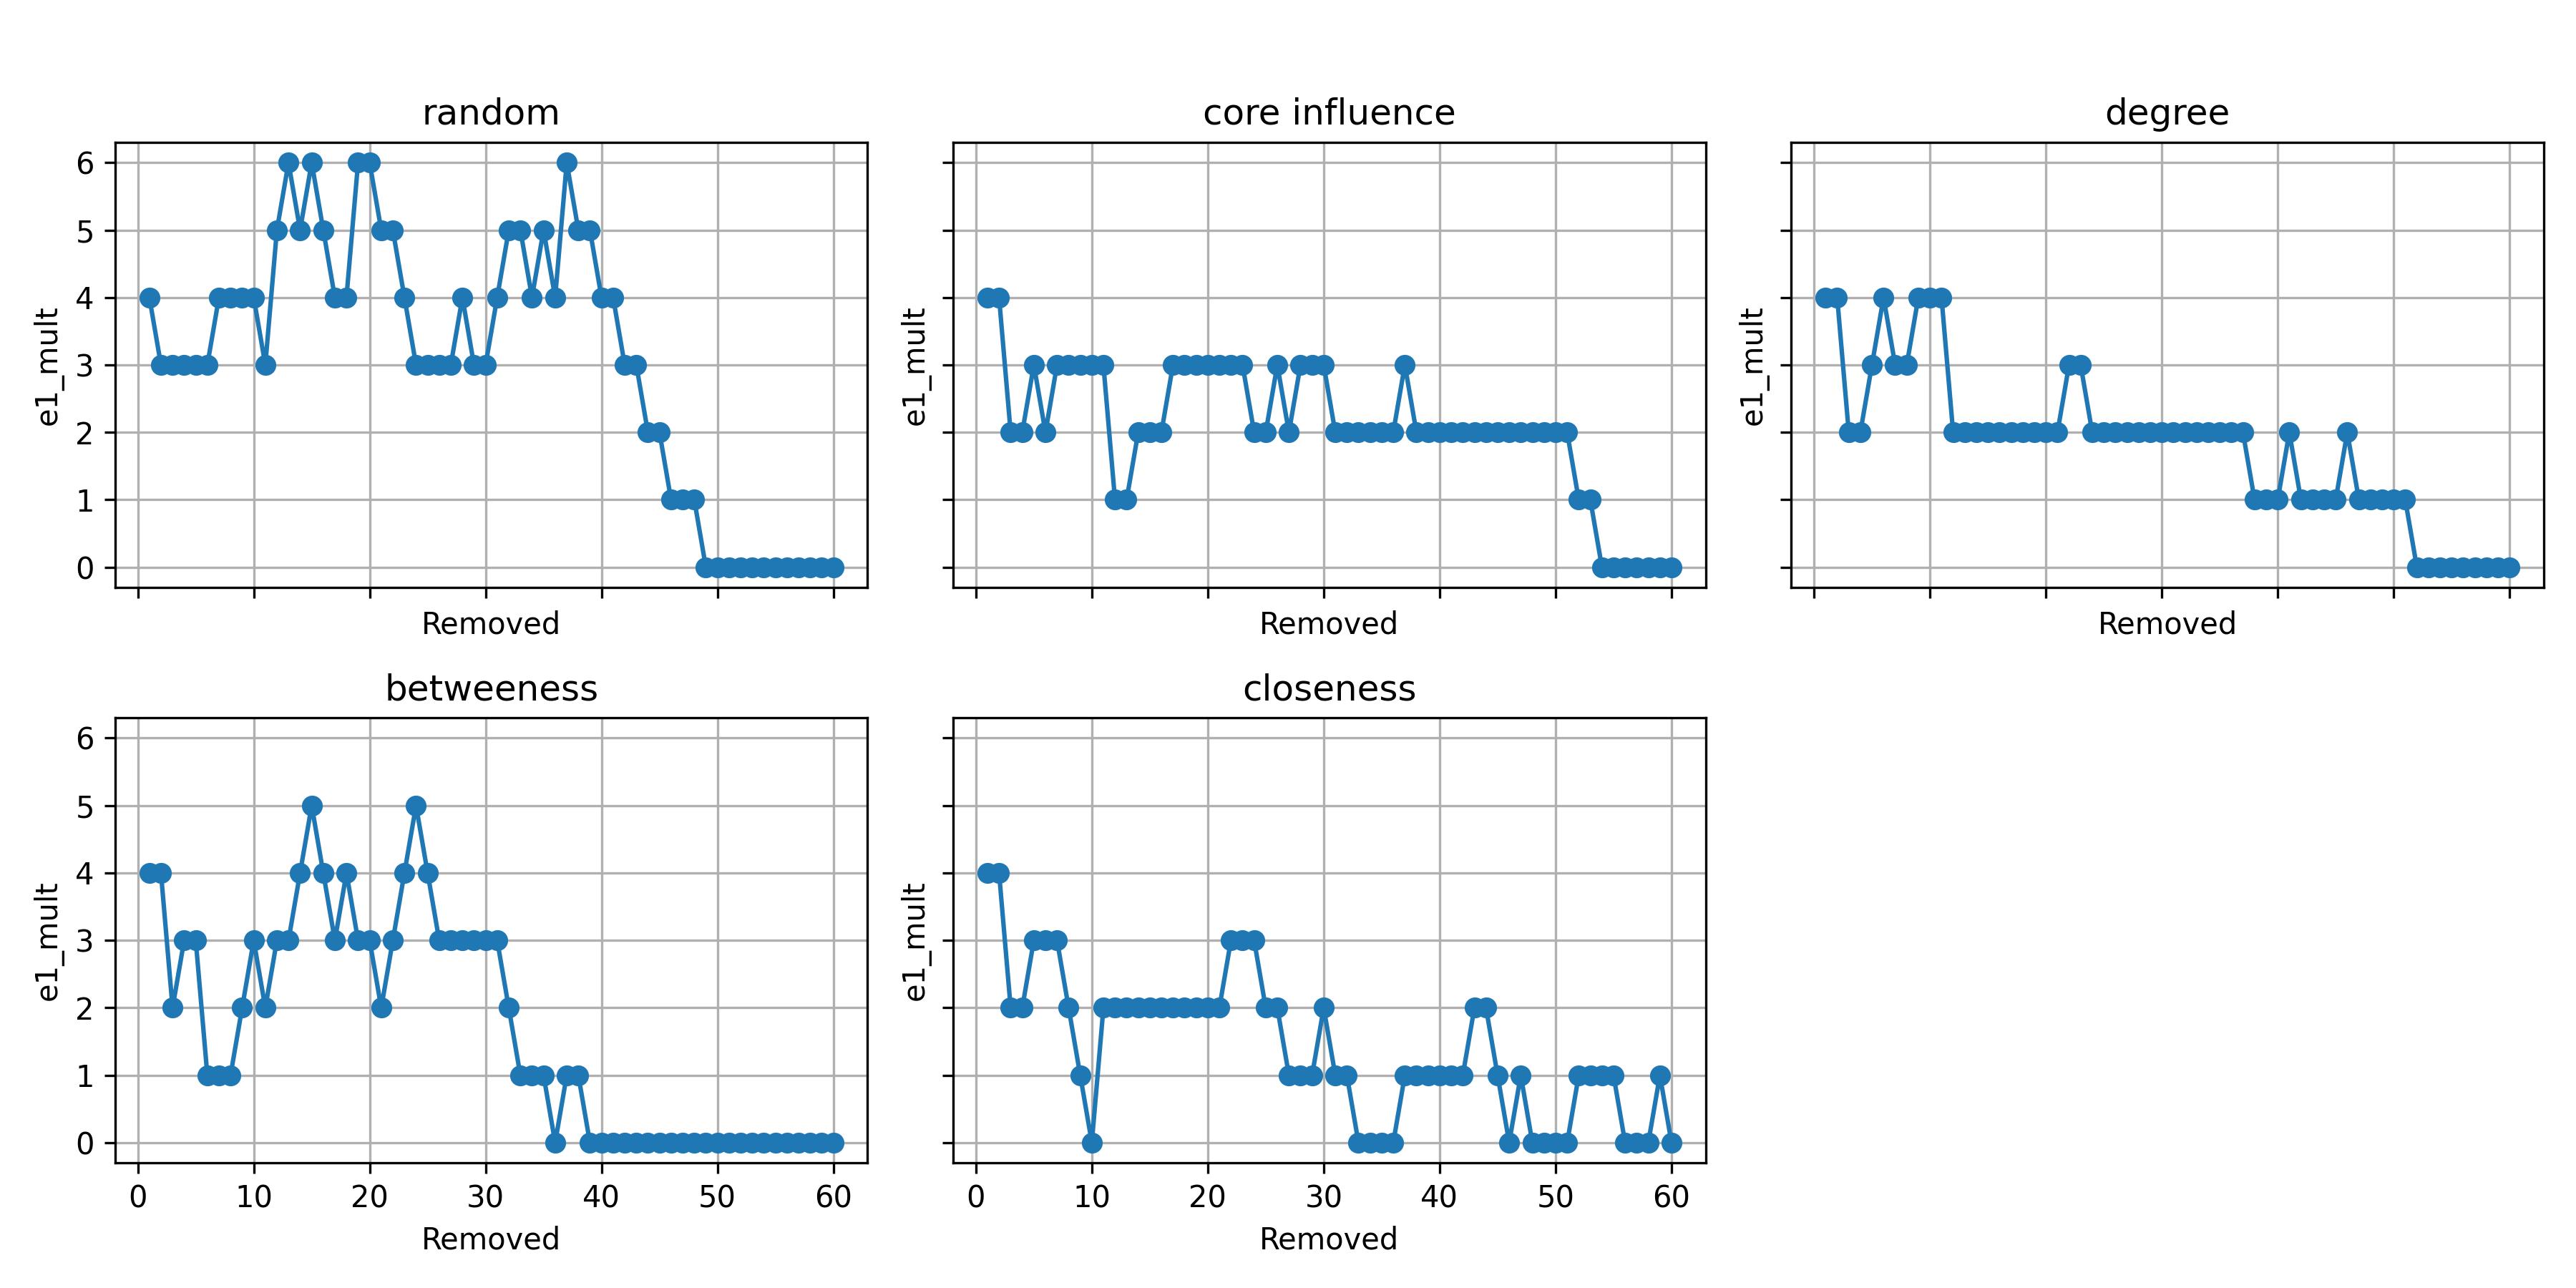 random
6
5
4
3
2
1
0
e1_mult
Removed
core influence
e1_mult
Removed
degree
e1_mult
Removed
betweeness
6
5
4
3
2
1
0
e1_mult
0 10 20 30 40 50 60
Removed
closeness
e1_mult
0 10 20 30 40 50 60
Removed